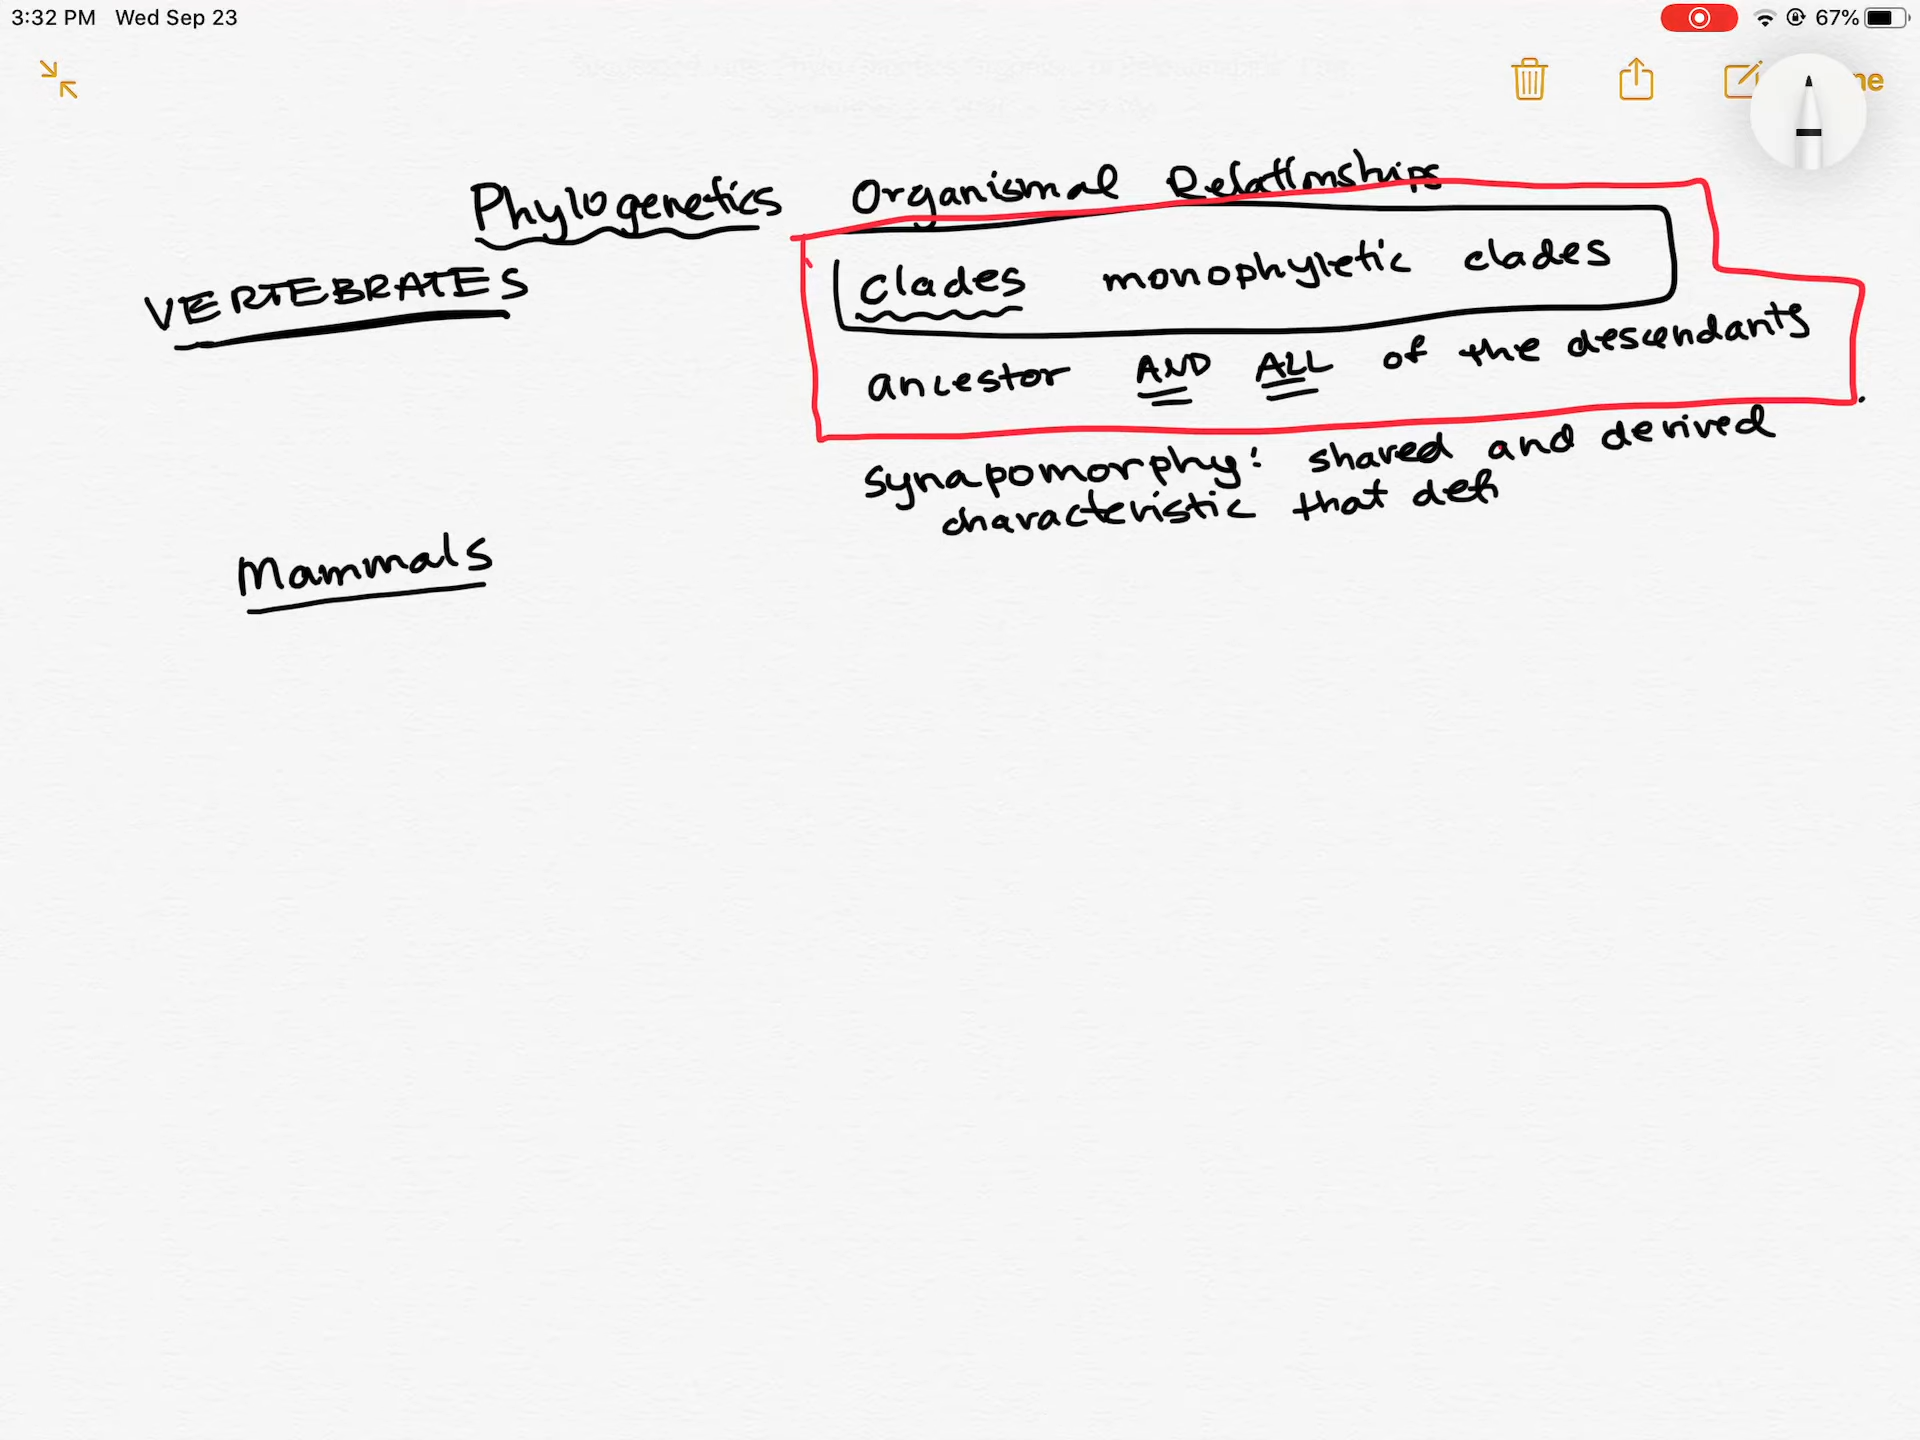 3:32 PM Wed Sep 23
67%
Phylogenetics Organismal Relationships
VERTEBRATES
clades monophyletic clades
ancestor AND ALL of the descendants
synapomorphy: shared and derived
characteristic that defi
Mammals